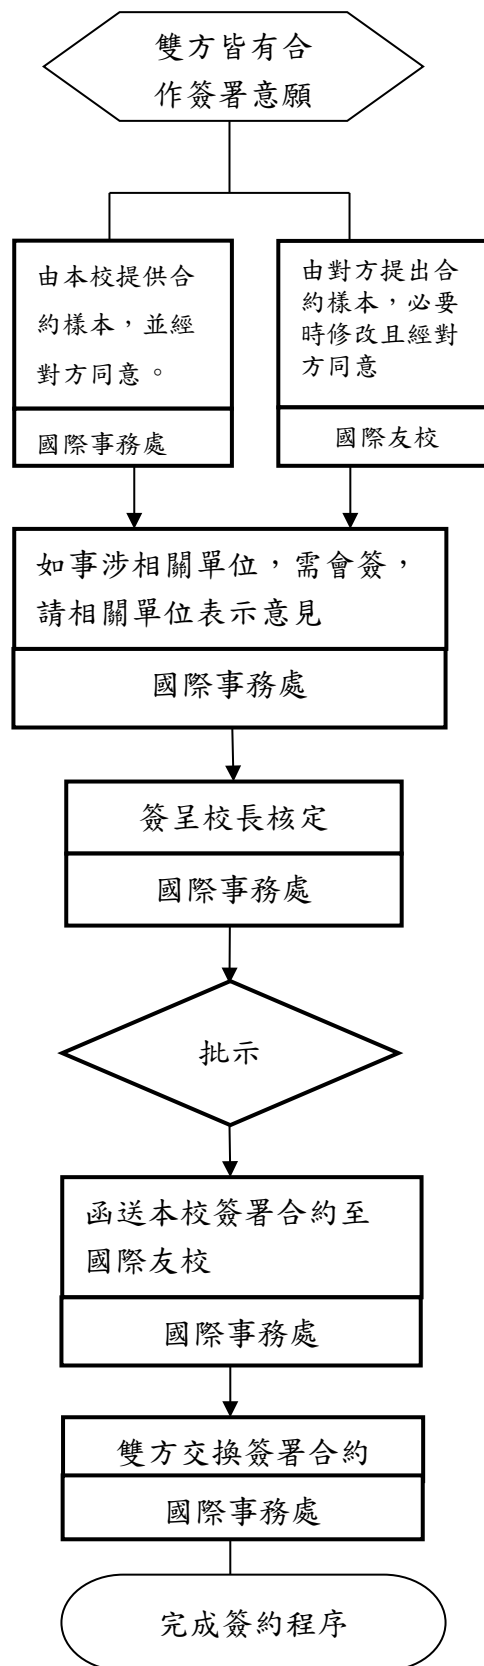 雙方皆有合
作簽署意願
由本校提供合
約樣本，並經
對方同意。
國際事務處
由對方提出合
約樣本，必要
時修改且經對
方同意
國際友校
如事涉相關單位，需會簽，
請相關單位表示意見
國際事務處
簽呈校長核定
國際事務處
批示
函送本校簽署合約至
國際友校
國際事務處
雙方交換簽署合約
國際事務處
完成簽約程序